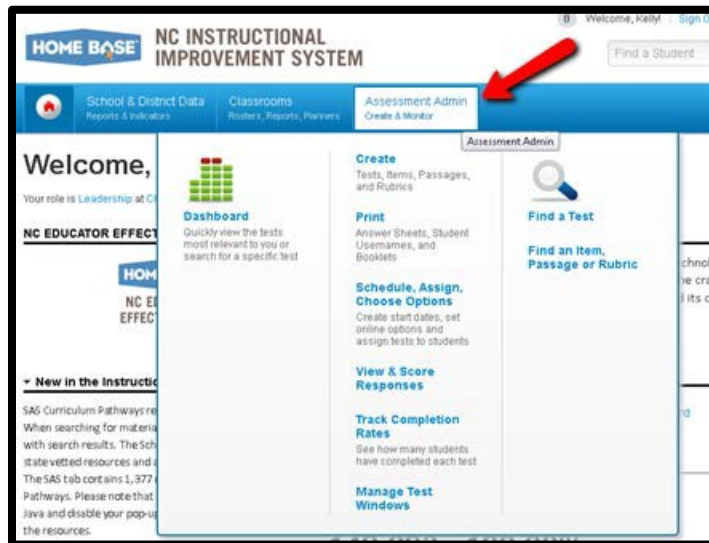 0 Welcome, Kelly! Sign
HOME BASE
NC INSTRUCTIONAL
IMPROVEMENT SYSTEM
Find a Student
School & District Data
Reports & Indicators
Classrooms
Rosters, Reports, Planners
Assessment Admin
Create & Monitor
Assessment Admin
Welcome,
Your role is Leadership at
NC EDUCATOR EFFECT
HOM
NC E
EFFEC
Dashboard
Quickly view the tests
most relevant to you or
search for a specific test
Create
Tests, Items, Passages,
and Rubrics
Print
Answer Sheets, Student
Usernames, and
Booklets
Schedule, Assign,
Choose Options
Create start dates, set
online options and
assign tests to students
View & Score
Responses
Track Completion
Rates
See how many students
have completed each test
Manage Test
Windows
Find a Test
Find an Item,
Passage or Rubric
New in the Instructio
SAS Curriculum Pathways re
When searching for materia
with search results. The Sch
state vetted resources and
The SAS tab contains 1,377
Pathways. Please note that
Java and disable your pop-up
the resources.